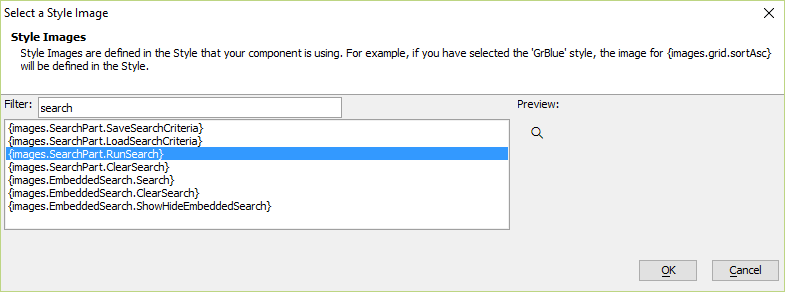 Select a Style Image
Style Images
Style Images are defined in the Style that your component is using. For example, if you have selected the 'GrBlue' style, the image for {images.grid.sortAsc}
will be defined in the Style.
Filter: search
Preview:
{images.SearchPart.SaveSearchCriteria}
{images.SearchPart.LoadSearchCriteria}
{images.SearchPart.RunSearch}
{images.SearchPart.ClearSearch}
{images.EmbeddedSearch.Search}
{images.EmbeddedSearch.ClearSearch}
{images.EmbeddedSearch.ShowHideEmbeddedSearch}
OK
Cancel